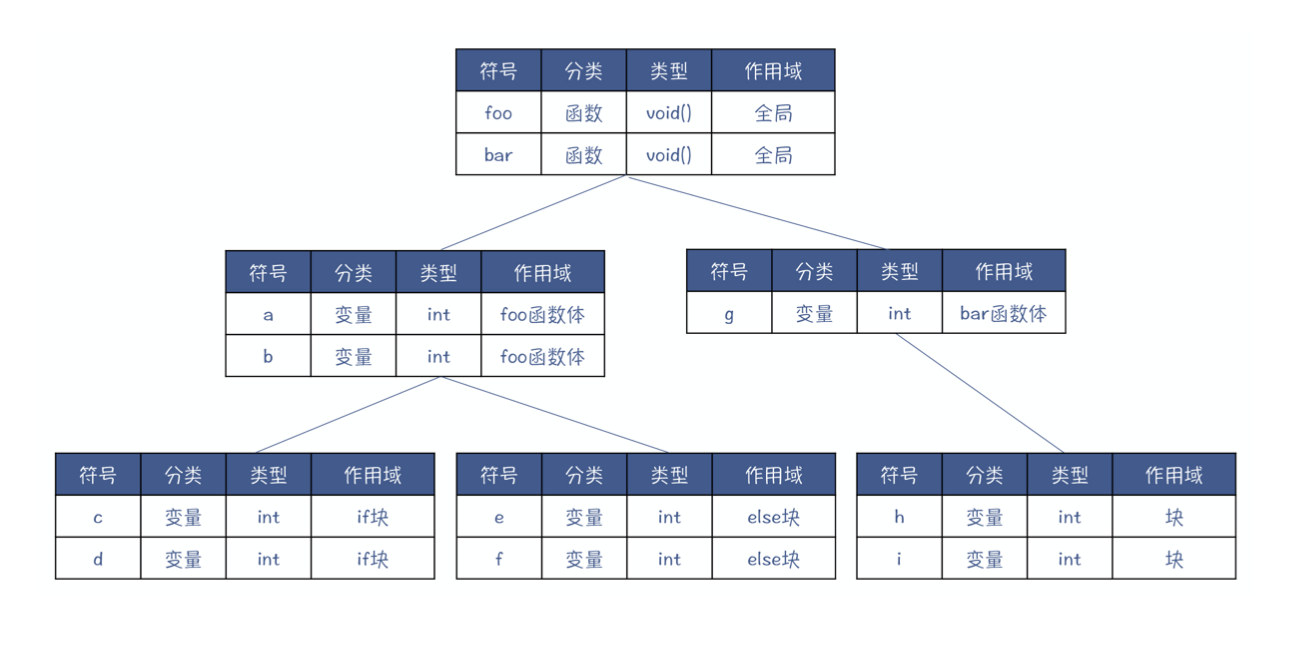 符号 分类 类型 作用域
foo 函数 void() 全局
bar 函数 void() 全局
符号 分类 类型 作用域
a 变量 int foo函数体
b 变量 int foo函数体
符号 分类 类型 作用域
g 变量 int bar函数体
符号 分类 类型 作用域
c 变量 int if块
d 变量 int if块
符号 分类 类型 作用域
e 变量 int else块
f 变量 int else块
符号 分类 类型 作用域
h 变量 int 块
i 变量 int 块